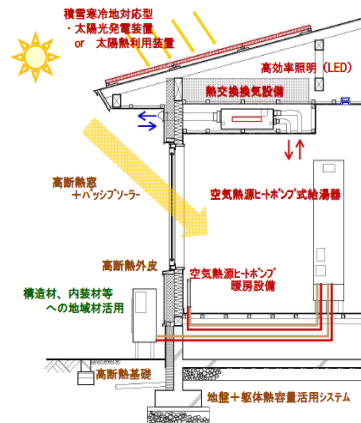 積雪寒冷地対応型
・太陽光発電装置
or 太陽熱利用装置
高効率照明（LED）
熱交換換気設備
高断熱窓
＋パッシブソーラー
空気熱源ヒートポンプ式給湯器
高断熱外皮
空気熱源ヒートポンプ
暖房設備
構造材、内装材等
への地域材活用
高断熱基礎
地盤＋躯体熱容量活用システム